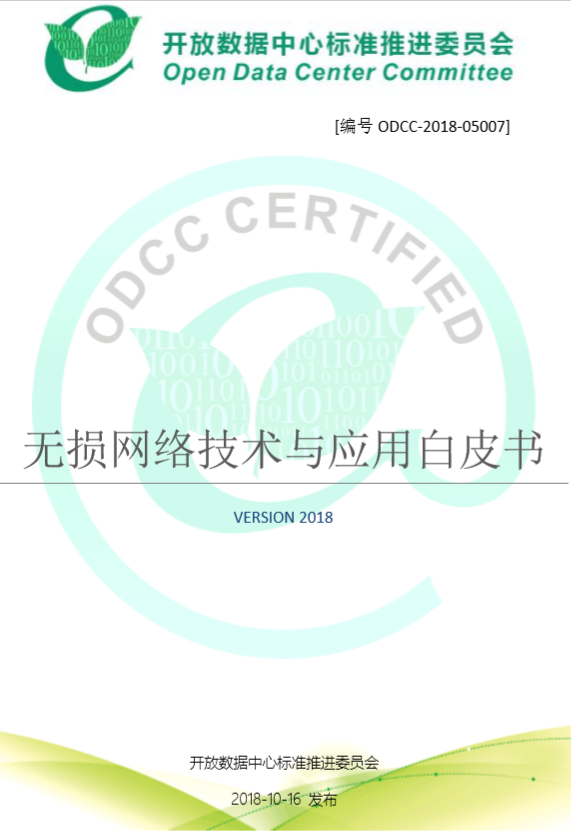 开放数据中心标准推进委员会
Open Data Center Committee
[编号 ODCC-2018-05007]
ODCC CERTIFIED
无损网络技术与应用白皮书
VERSION 2018
开放数据中心标准推进委员会
2018-10-16 发布